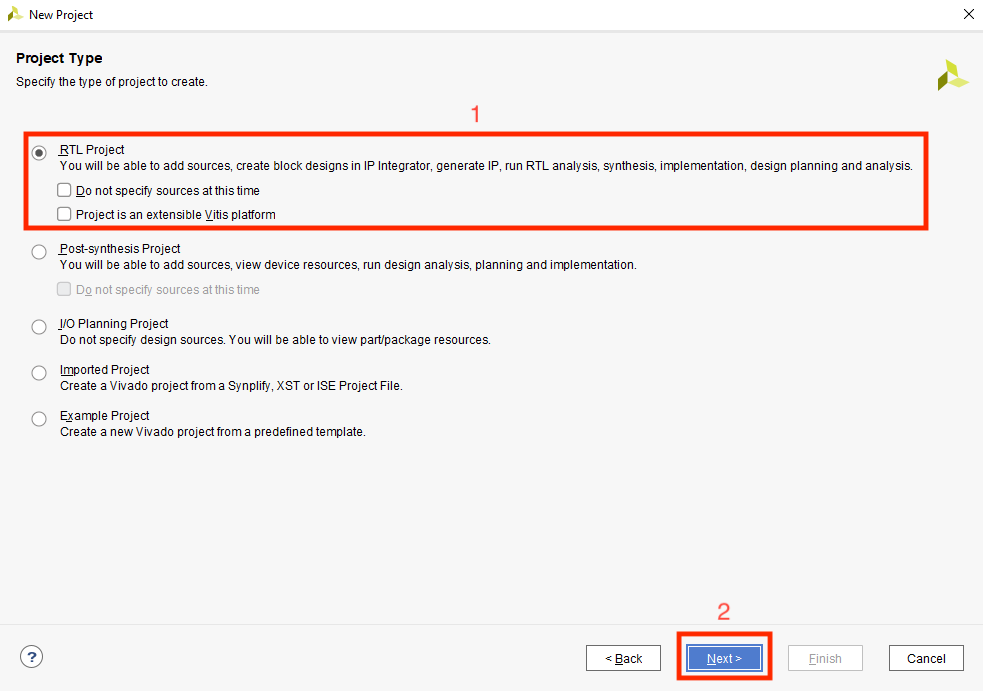 New Project
Project Type
Specify the type of project to create.
1
RTL Project
You will be able to add sources, create block designs in IP Integrator, generate IP, run RTL analysis, synthesis, implementation, design planning and analysis.
Do not specify sources at this time
Project is an extensible Vitis platform
Post-synthesis Project
You will be able to add sources, view device resources, run design analysis, planning and implementation.
Do not specify sources at this time
I/O Planning Project
Do not specify design sources. You will be able to view part/package resources.
Imported Project
Create a Vivado project from a Synplify, XST or ISE Project File.
Example Project
Create a new Vivado project from a predefined template.
2
? < Back Next > Finish Cancel